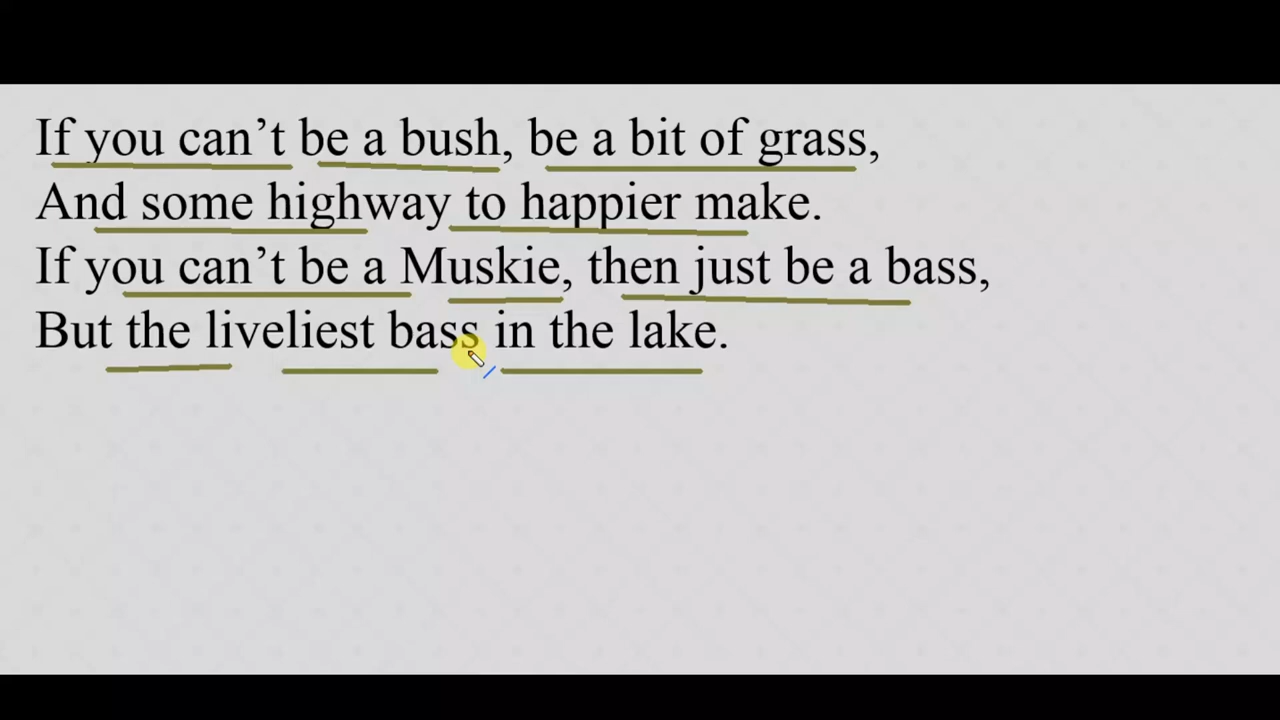 If you can’t be a bush, be a bit of grass,
And some highway to happier make.
If you can’t be a Muskie, then just be a bass,
But the liveliest bass in the lake.